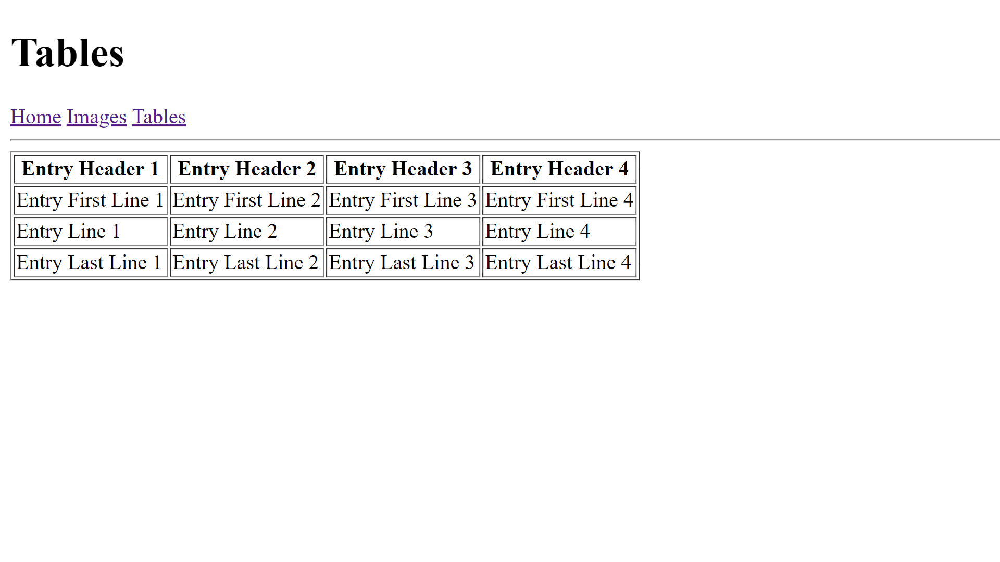 Tables
Home Images Tables
Entry Header 1 Entry Header 2 Entry Header 3 Entry Header 4
Entry First Line 1 Entry First Line 2 Entry First Line 3 Entry First Line 4
Entry Line 1 Entry Line 2 Entry Line 3 Entry Line 4
Entry Last Line 1 Entry Last Line 2 Entry Last Line 3 Entry Last Line 4